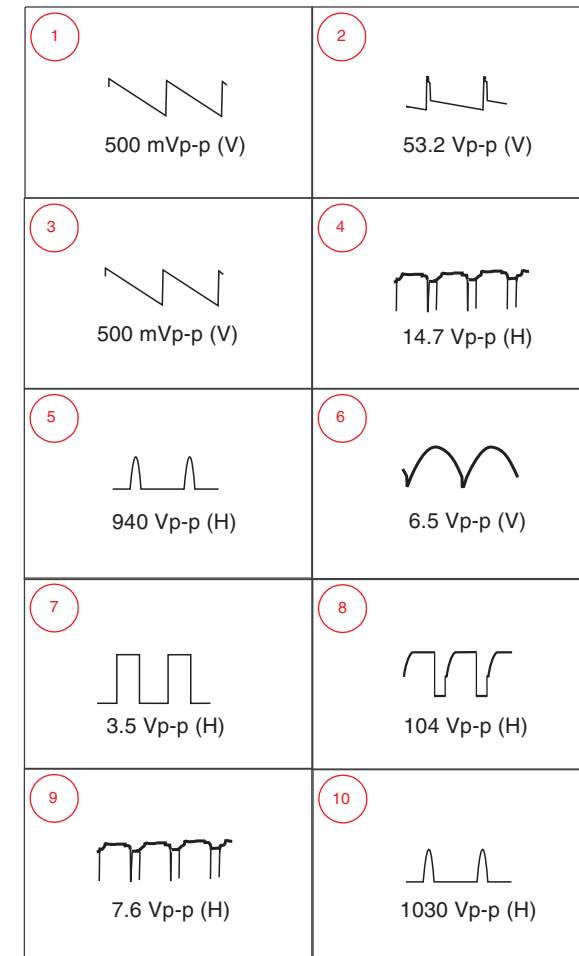 1
500 mVp-p (V)
2
53.2 Vp-p (V)
3
500 mVp-p (V)
4
14.7 Vp-p (H)
5
940 Vp-p (H)
6
6.5 Vp-p (V)
7
3.5 Vp-p (H)
8
104 Vp-p (H)
9
7.6 Vp-p (H)
10
1030 Vp-p (H)